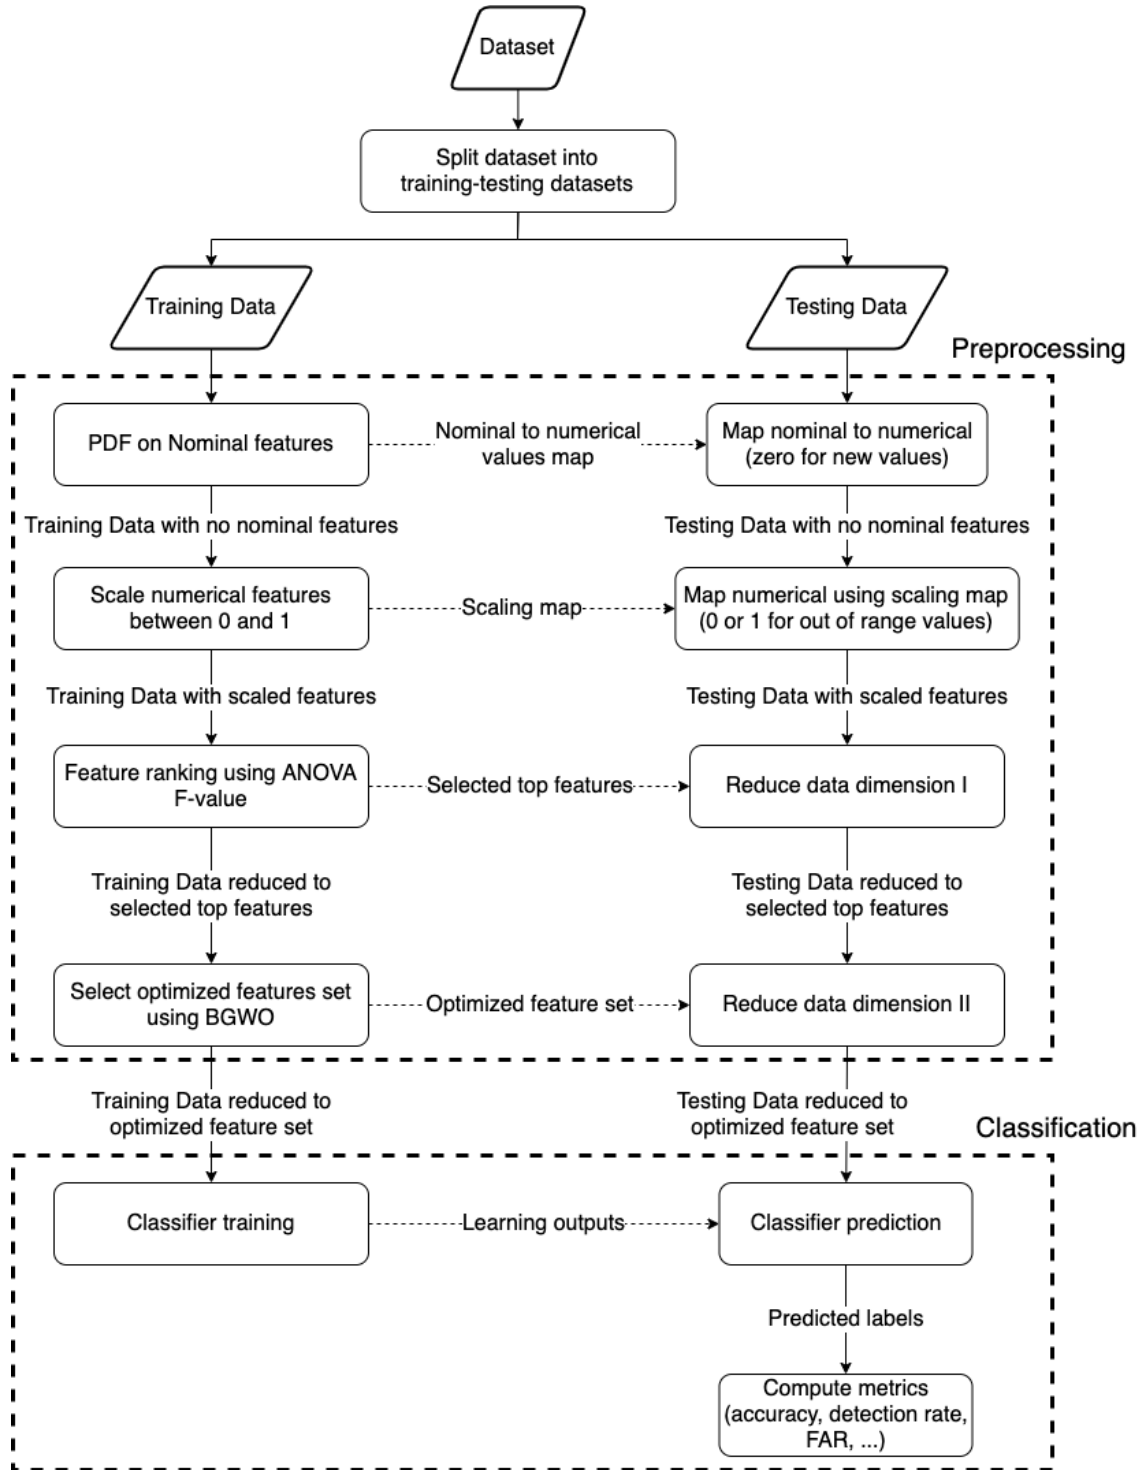 Dataset
Split dataset into
training-testing datasets
Training Data
Testing Data
Preprocessing
PDF on Nominal features
Nominal to numerical
values map
Map nominal to numerical
(zero for new values)
Training Data with no nominal features
Testing Data with no nominal features
Scale numerical features
between 0 and 1
Scaling map
Map numerical using scaling map
(0 or 1 for out of range values)
Training Data with scaled features
Testing Data with scaled features
Feature ranking using ANOVA
F-value
Selected top features
Reduce data dimension I
Training Data reduced to
selected top features
Testing Data reduced to
selected top features
Select optimized features set
using BGWO
Optimized feature set
Reduce data dimension II
Training Data reduced to
optimized feature set
Testing Data reduced to
optimized feature set
Classification
Classifier training
Learning outputs
Classifier prediction
Predicted labels
Compute metrics
(accuracy, detection rate,
FAR, ...)